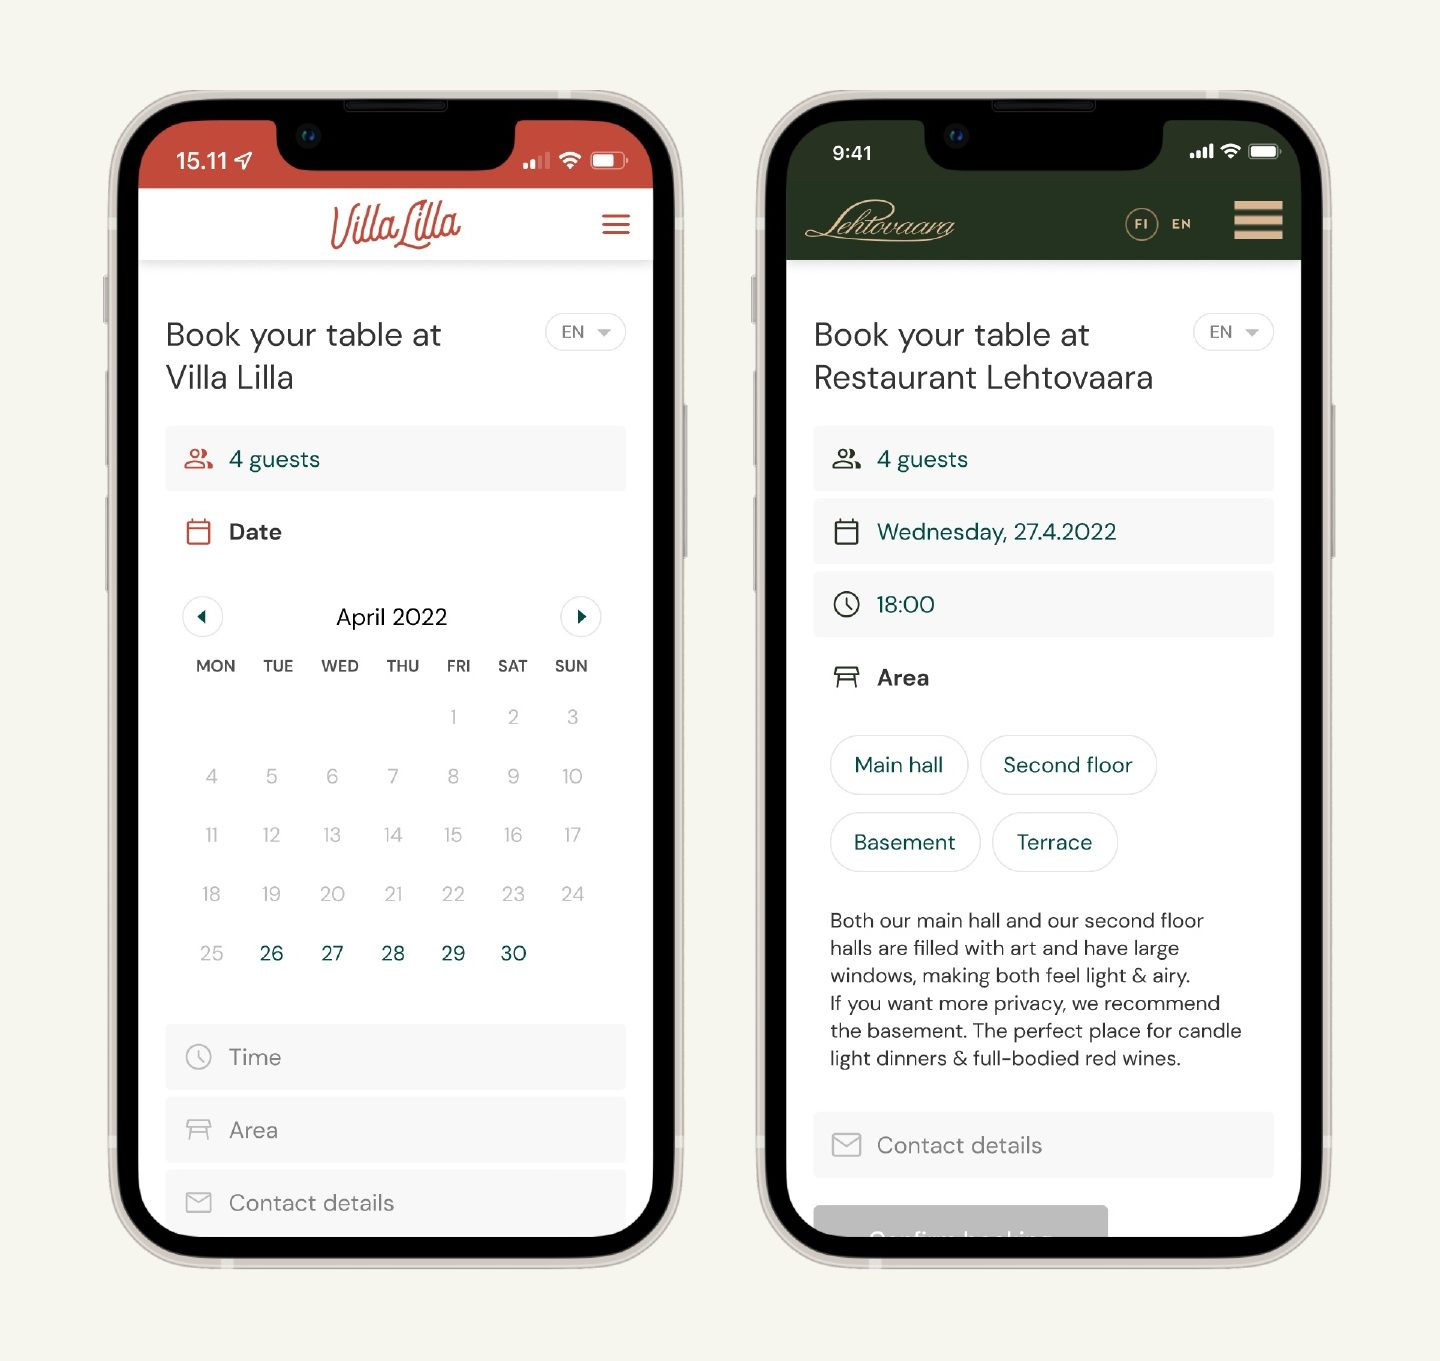 15.11
Villa Lilla
Book your table at
Villa Lilla
EN
4 guests
Date
April 2022
MON TUE WED THU FRI SAT SUN
1 2 3
4 5 6 7 8 9 10
11 12 13 14 15 16 17
18 19 20 21 22 23 24
25 26 27 28 29 30
Time
Area
Contact details
9:41
Lehtovaara
FI EN
Book your table at
Restaurant Lehtovaara
EN
4 guests
Wednesday, 27.4.2022
18:00
Area
Main hall
Second floor
Basement
Terrace
Both our main hall and our second floor
halls are filled with art and have large
windows, making both feel light & airy.
If you want more privacy, we recommend
the basement. The perfect place for candle
light dinners & full-bodied red wines.
Contact details
Confirm booking